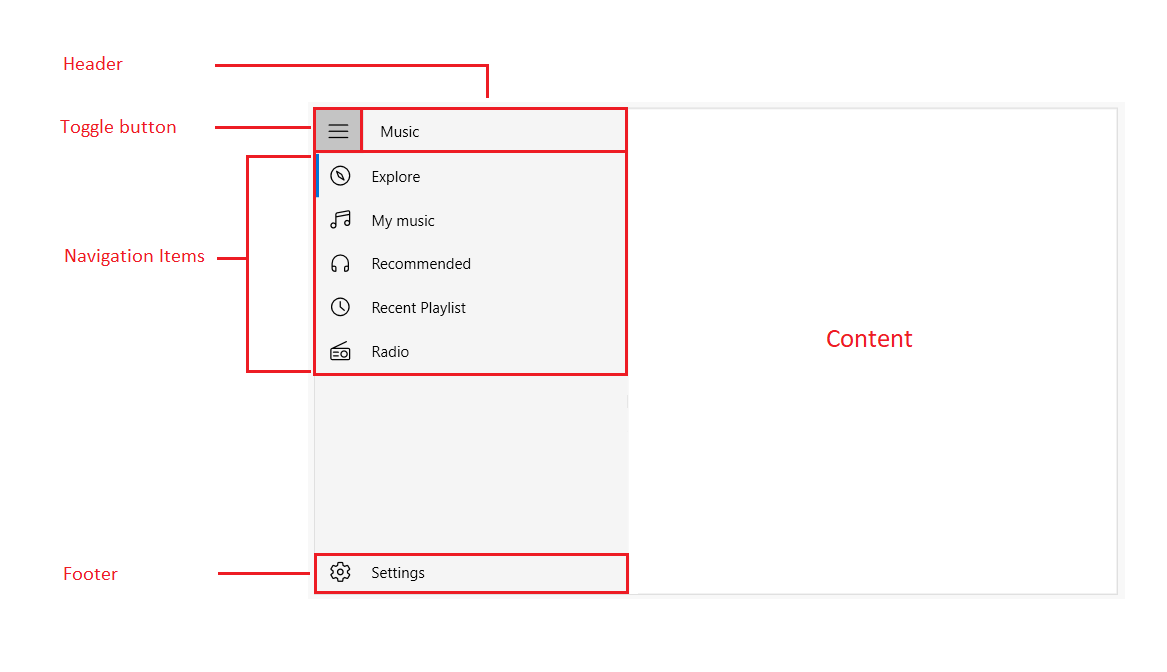 Header
Toggle button
Music
Explore
My music
Navigation Items
Recommended
Recent Playlist
Radio
Content
Footer
Settings